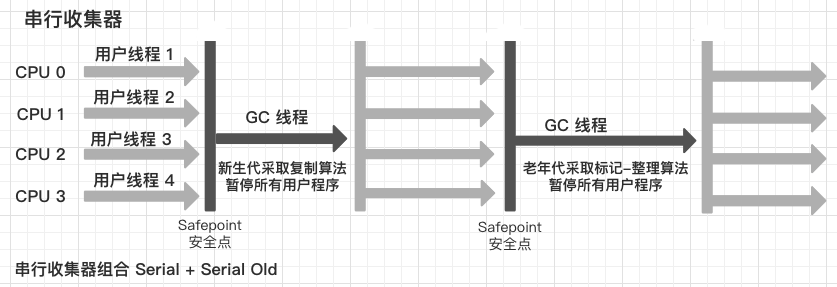 串行收集器
用户线程 1
CPU 0
用户线程 2
CPU 1
用户线程 3
CPU 2
用户线程 4
CPU 3
GC 线程
新生代采取复制算法
暂停所有用户程序
GC 线程
老年代采取标记-整理算法
暂停所有用户程序
Safepoint
安全点
Safepoint
安全点
串行收集器组合 Serial + Serial Old